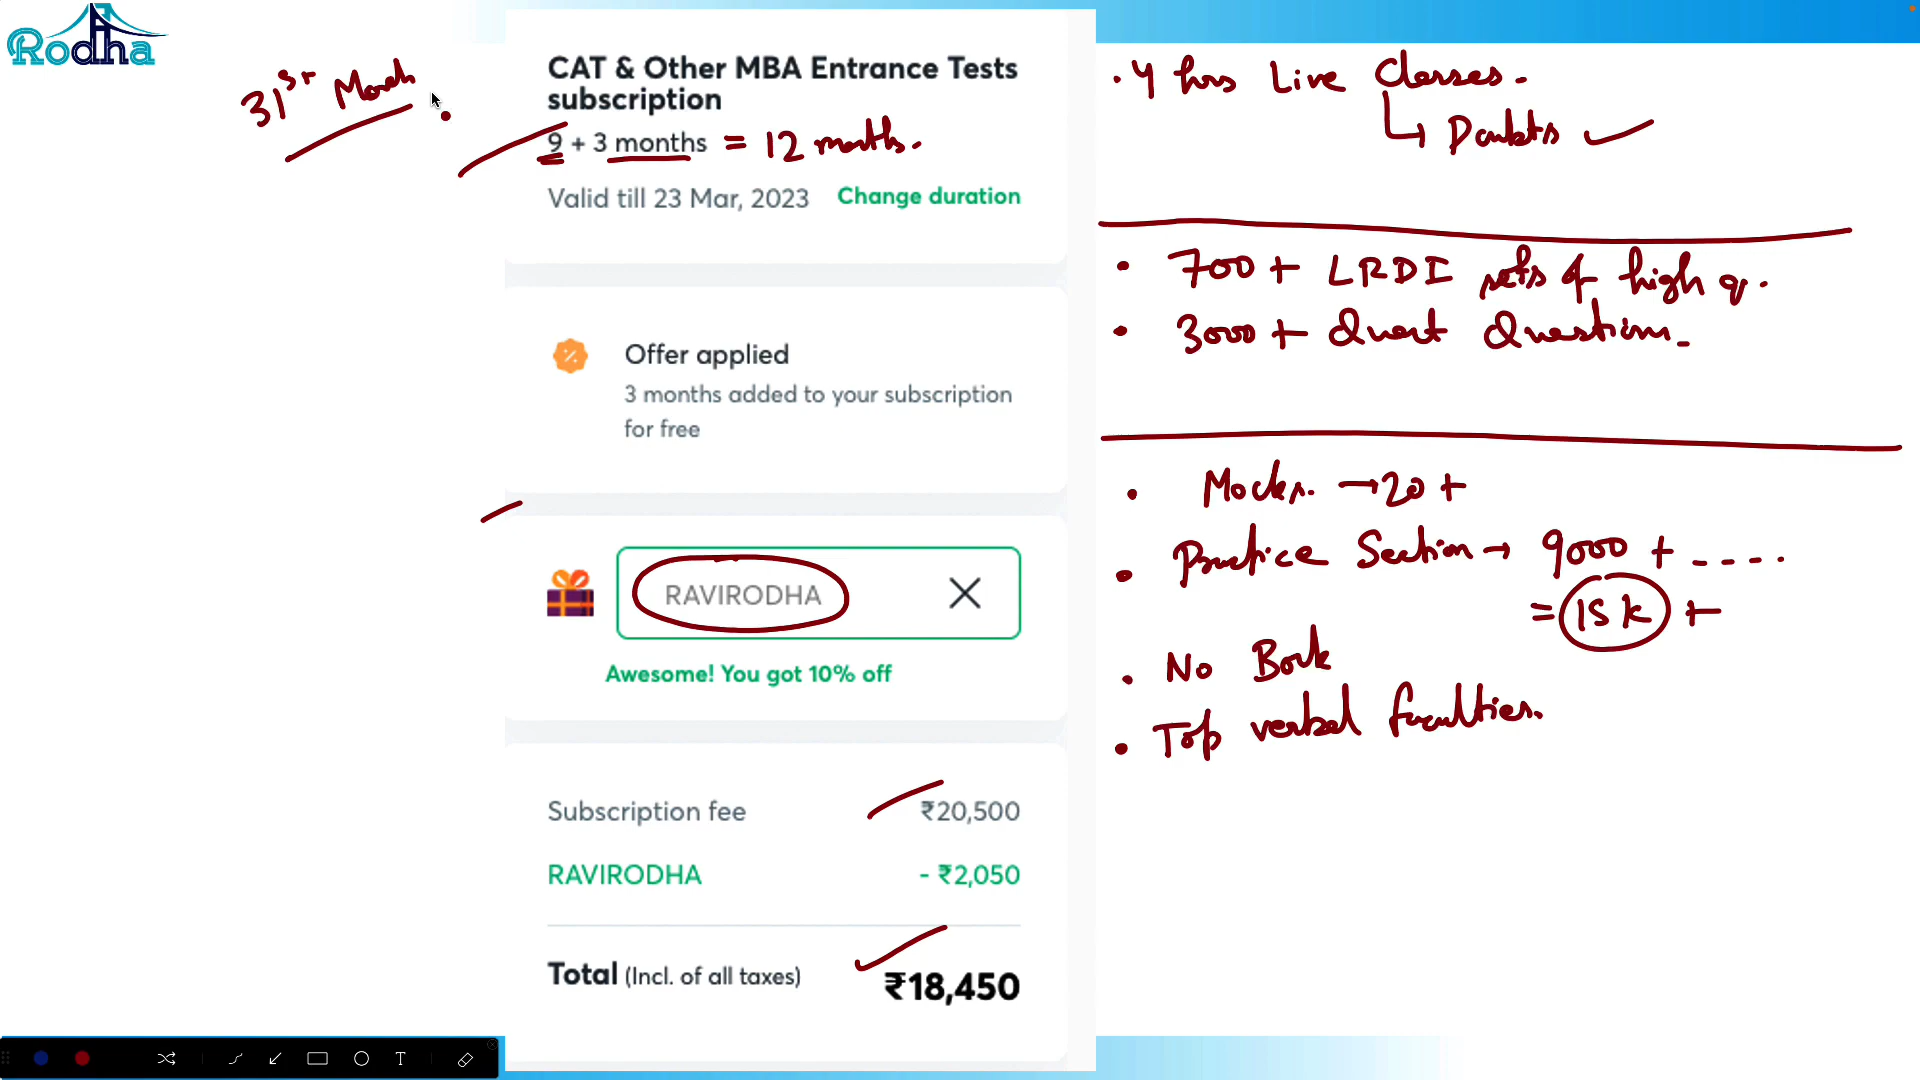 Rodha
31st March
CAT & Other MBA Entrance Tests
subscription
9 + 3 months = 12 months.
Valid till 23 Mar, 2023 Change duration
Offer applied
3 months added to your subscription
for free
RAVIRODHA
Awesome! You got 10% off
Subscription fee ₹20,500
RAVIRODHA - ₹2,050
Total (Incl. of all taxes) ₹18,450
• 4 hrs Live Classes.
↳ Doubts ✓
• 700 + LRDI sets of high q.
• 3000 + Quant Questions.
• Mocks. → 20 +
• Practice Section → 9000 + ----.
= 15k +
• No Book
• Top verbal faculties.
T